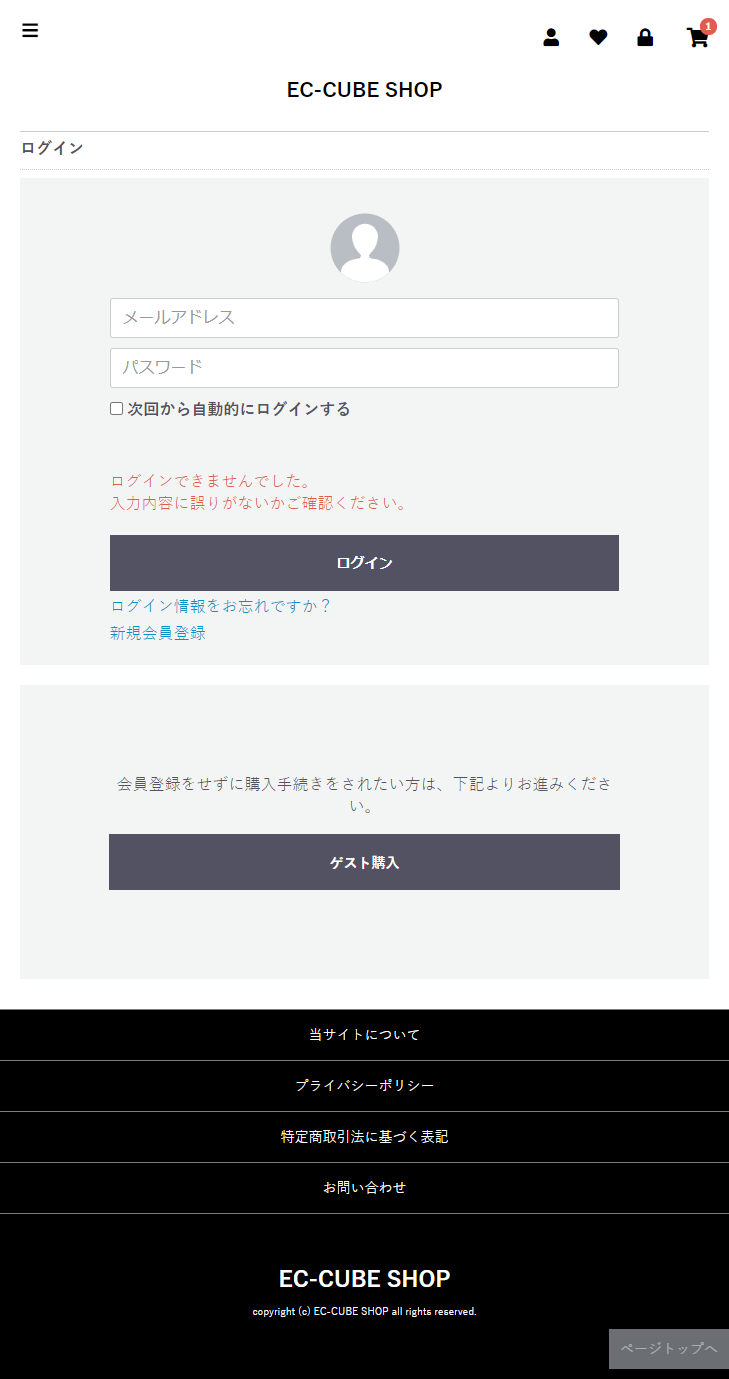 1
EC-CUBE SHOP
ログイン
メールアドレス
パスワード
次回から自動的にログインする
ログインできませんでした。
入力内容に誤りがないかご確認ください。
ログイン
ログイン情報をお忘れですか？
新規会員登録
会員登録をせずに購入手続きをされたい方は、下記よりお進みくださ
い。
ゲスト購入
当サイトについて
プライバシーポリシー
特定商取引法に基づく表記
お問い合わせ
EC-CUBE SHOP
copyright (c) EC-CUBE SHOP all rights reserved.
ページトップへ